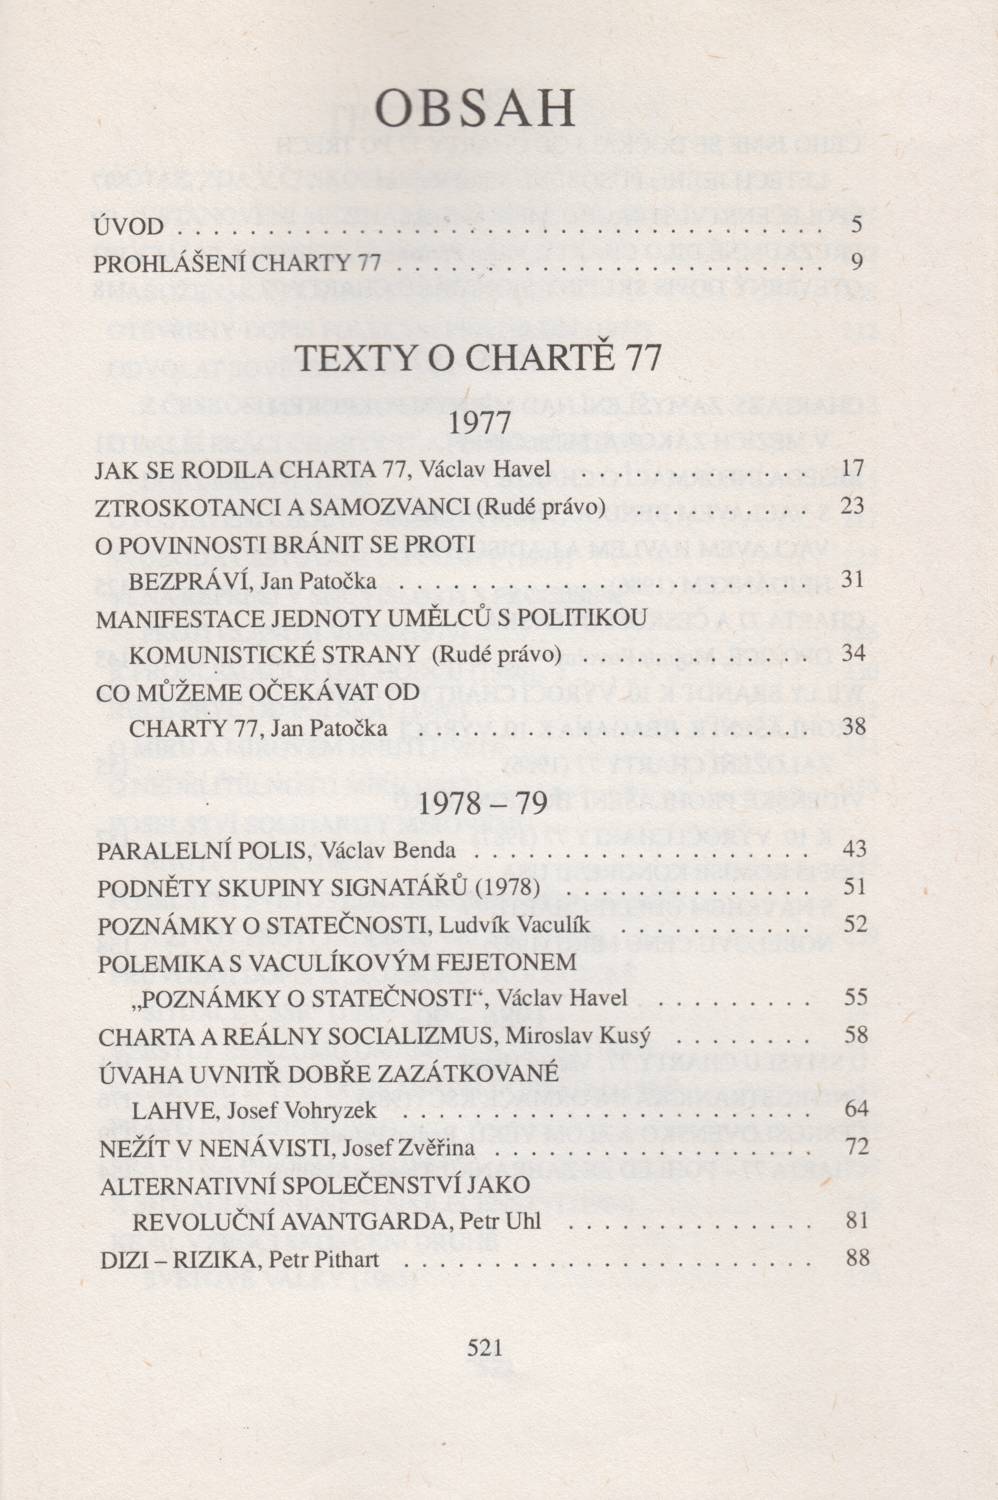 OBSAH
ÚVOD . . . . . . . . . . . . . . . . . . . . . . . . . . . . . . . . . . . . 5
PROHLÁŠENÍ CHARTY 77 . . . . . . . . . . . . . . . . . . . . . . . . 9
TEXTY O CHARTĚ 77
1977
JAK SE RODILA CHARTA 77, Václav Havel . . . . . . . . . . . . . . 17
ZTROSKOTANCI A SAMOZVANCI (Rudé právo) . . . . . . . . . . 23
O POVINNOSTI BRÁNIT SE PROTI
BEZPRÁVÍ, Jan Patočka . . . . . . . . . . . . . . . . . . . . . . . 31
MANIFESTACE JEDNOTY UMĚLCŮ S POLITIKOU
KOMUNISTICKÉ STRANY (Rudé právo) . . . . . . . . . . . . . 34
CO MŮŽEME OČEKÁVAT OD
CHARTY 77, Jan Patočka . . . . . . . . . . . . . . . . . . . . . . 38
1978 – 79
PARALELNÍ POLIS, Václav Benda . . . . . . . . . . . . . . . . . . . 43
PODNĚTY SKUPINY SIGNATÁŘŮ (1978) . . . . . . . . . . . . . . 51
POZNÁMKY O STATEČNOSTI, Ludvík Vaculík . . . . . . . . . . . 52
POLEMIKA S VACULÍKOVÝM FEJETONEM
„POZNÁMKY O STATEČNOSTI“, Václav Havel . . . . . . . . . 55
CHARTA A REÁLNY SOCIALIZMUS, Miroslav Kusý . . . . . . . . 58
ÚVAHA UVNITŘ DOBŘE ZAZÁTKOVANÉ
LAHVE, Josef Vohryzek . . . . . . . . . . . . . . . . . . . . . . . 64
NEŽÍT V NENÁVISTI, Josef Zvěřina . . . . . . . . . . . . . . . . . . 72
ALTERNATIVNÍ SPOLEČENSTVÍ JAKO
REVOLUČNÍ AVANTGARDA, Petr Uhl . . . . . . . . . . . . . . 81
DIZI – RIZIKA, Petr Pithart . . . . . . . . . . . . . . . . . . . . . . . 88
521